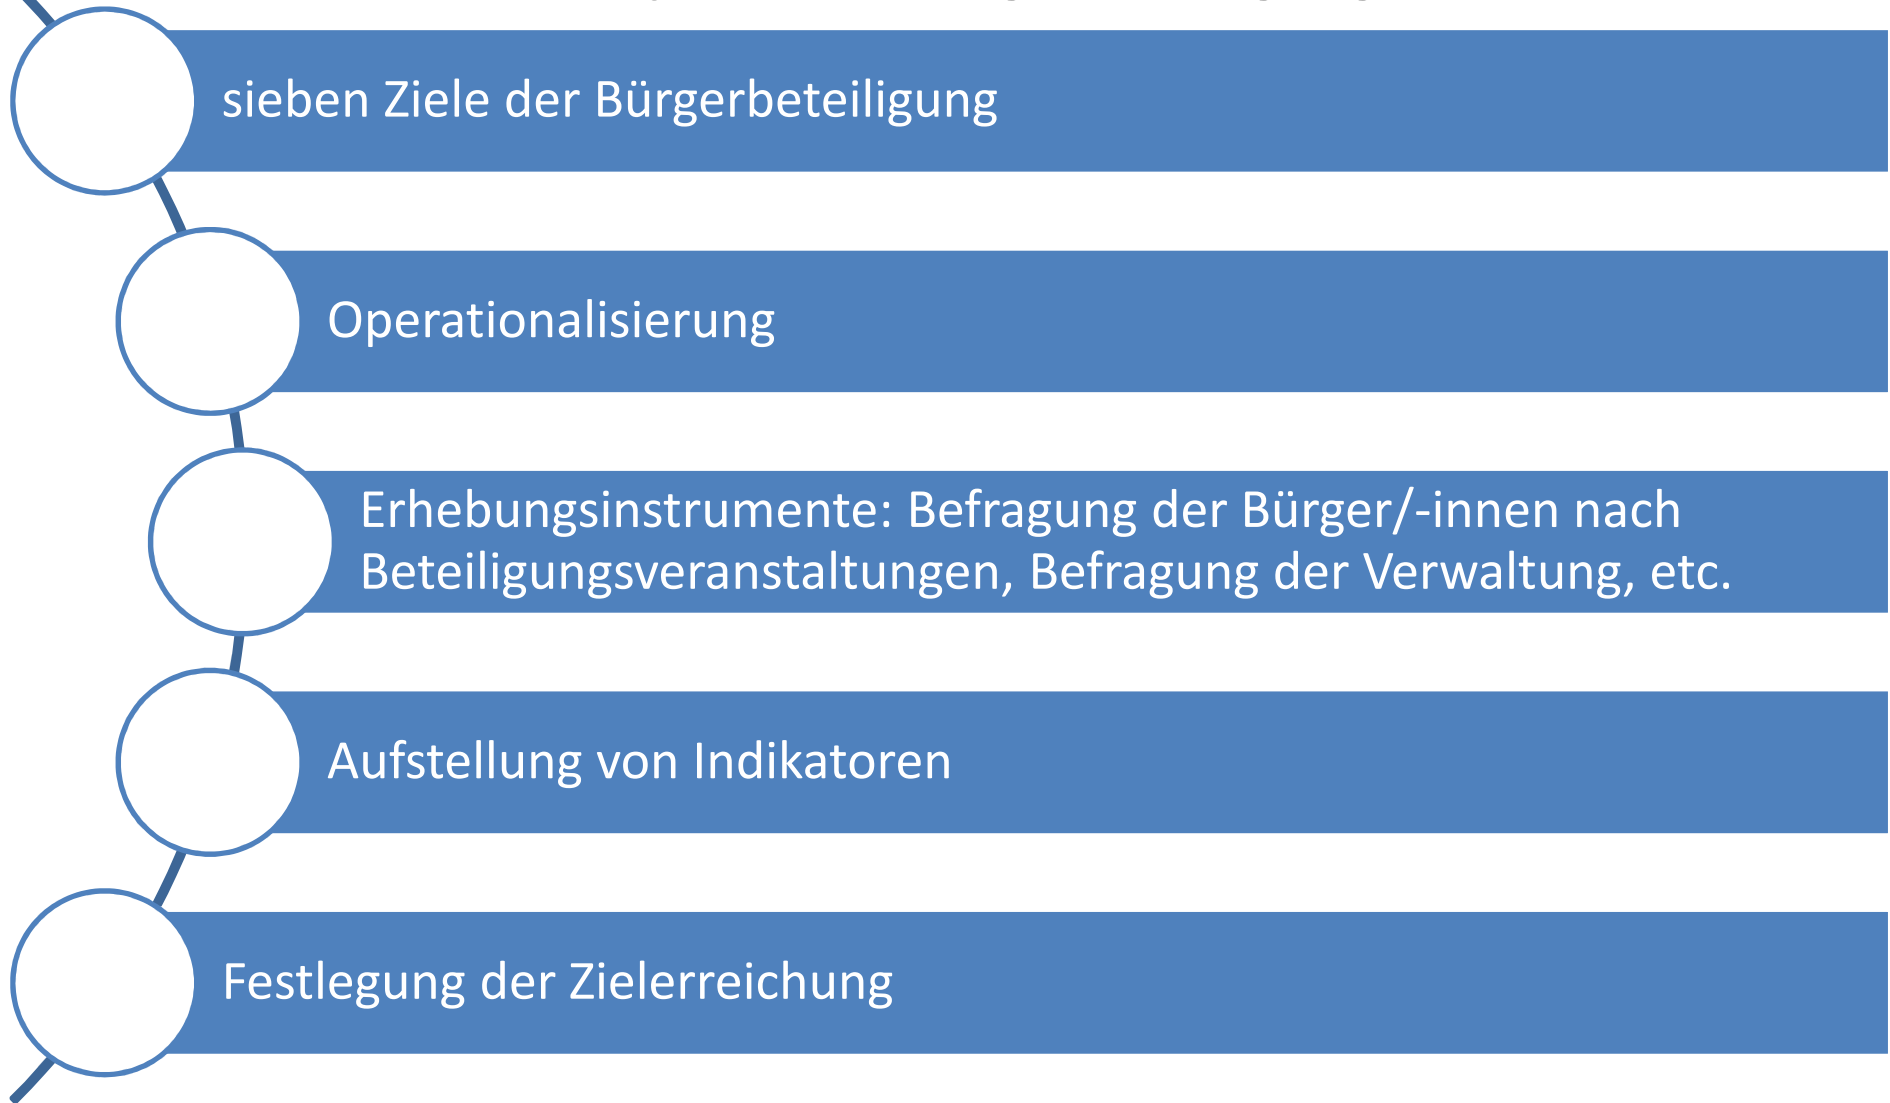 sieben Ziele der Bürgerbeteiligung
Operationalisierung
Erhebungsinstrumente: Befragung der Bürger/-innen nach
Beteiligungsveranstaltungen, Befragung der Verwaltung, etc.
Aufstellung von Indikatoren
Festlegung der Zielerreichung